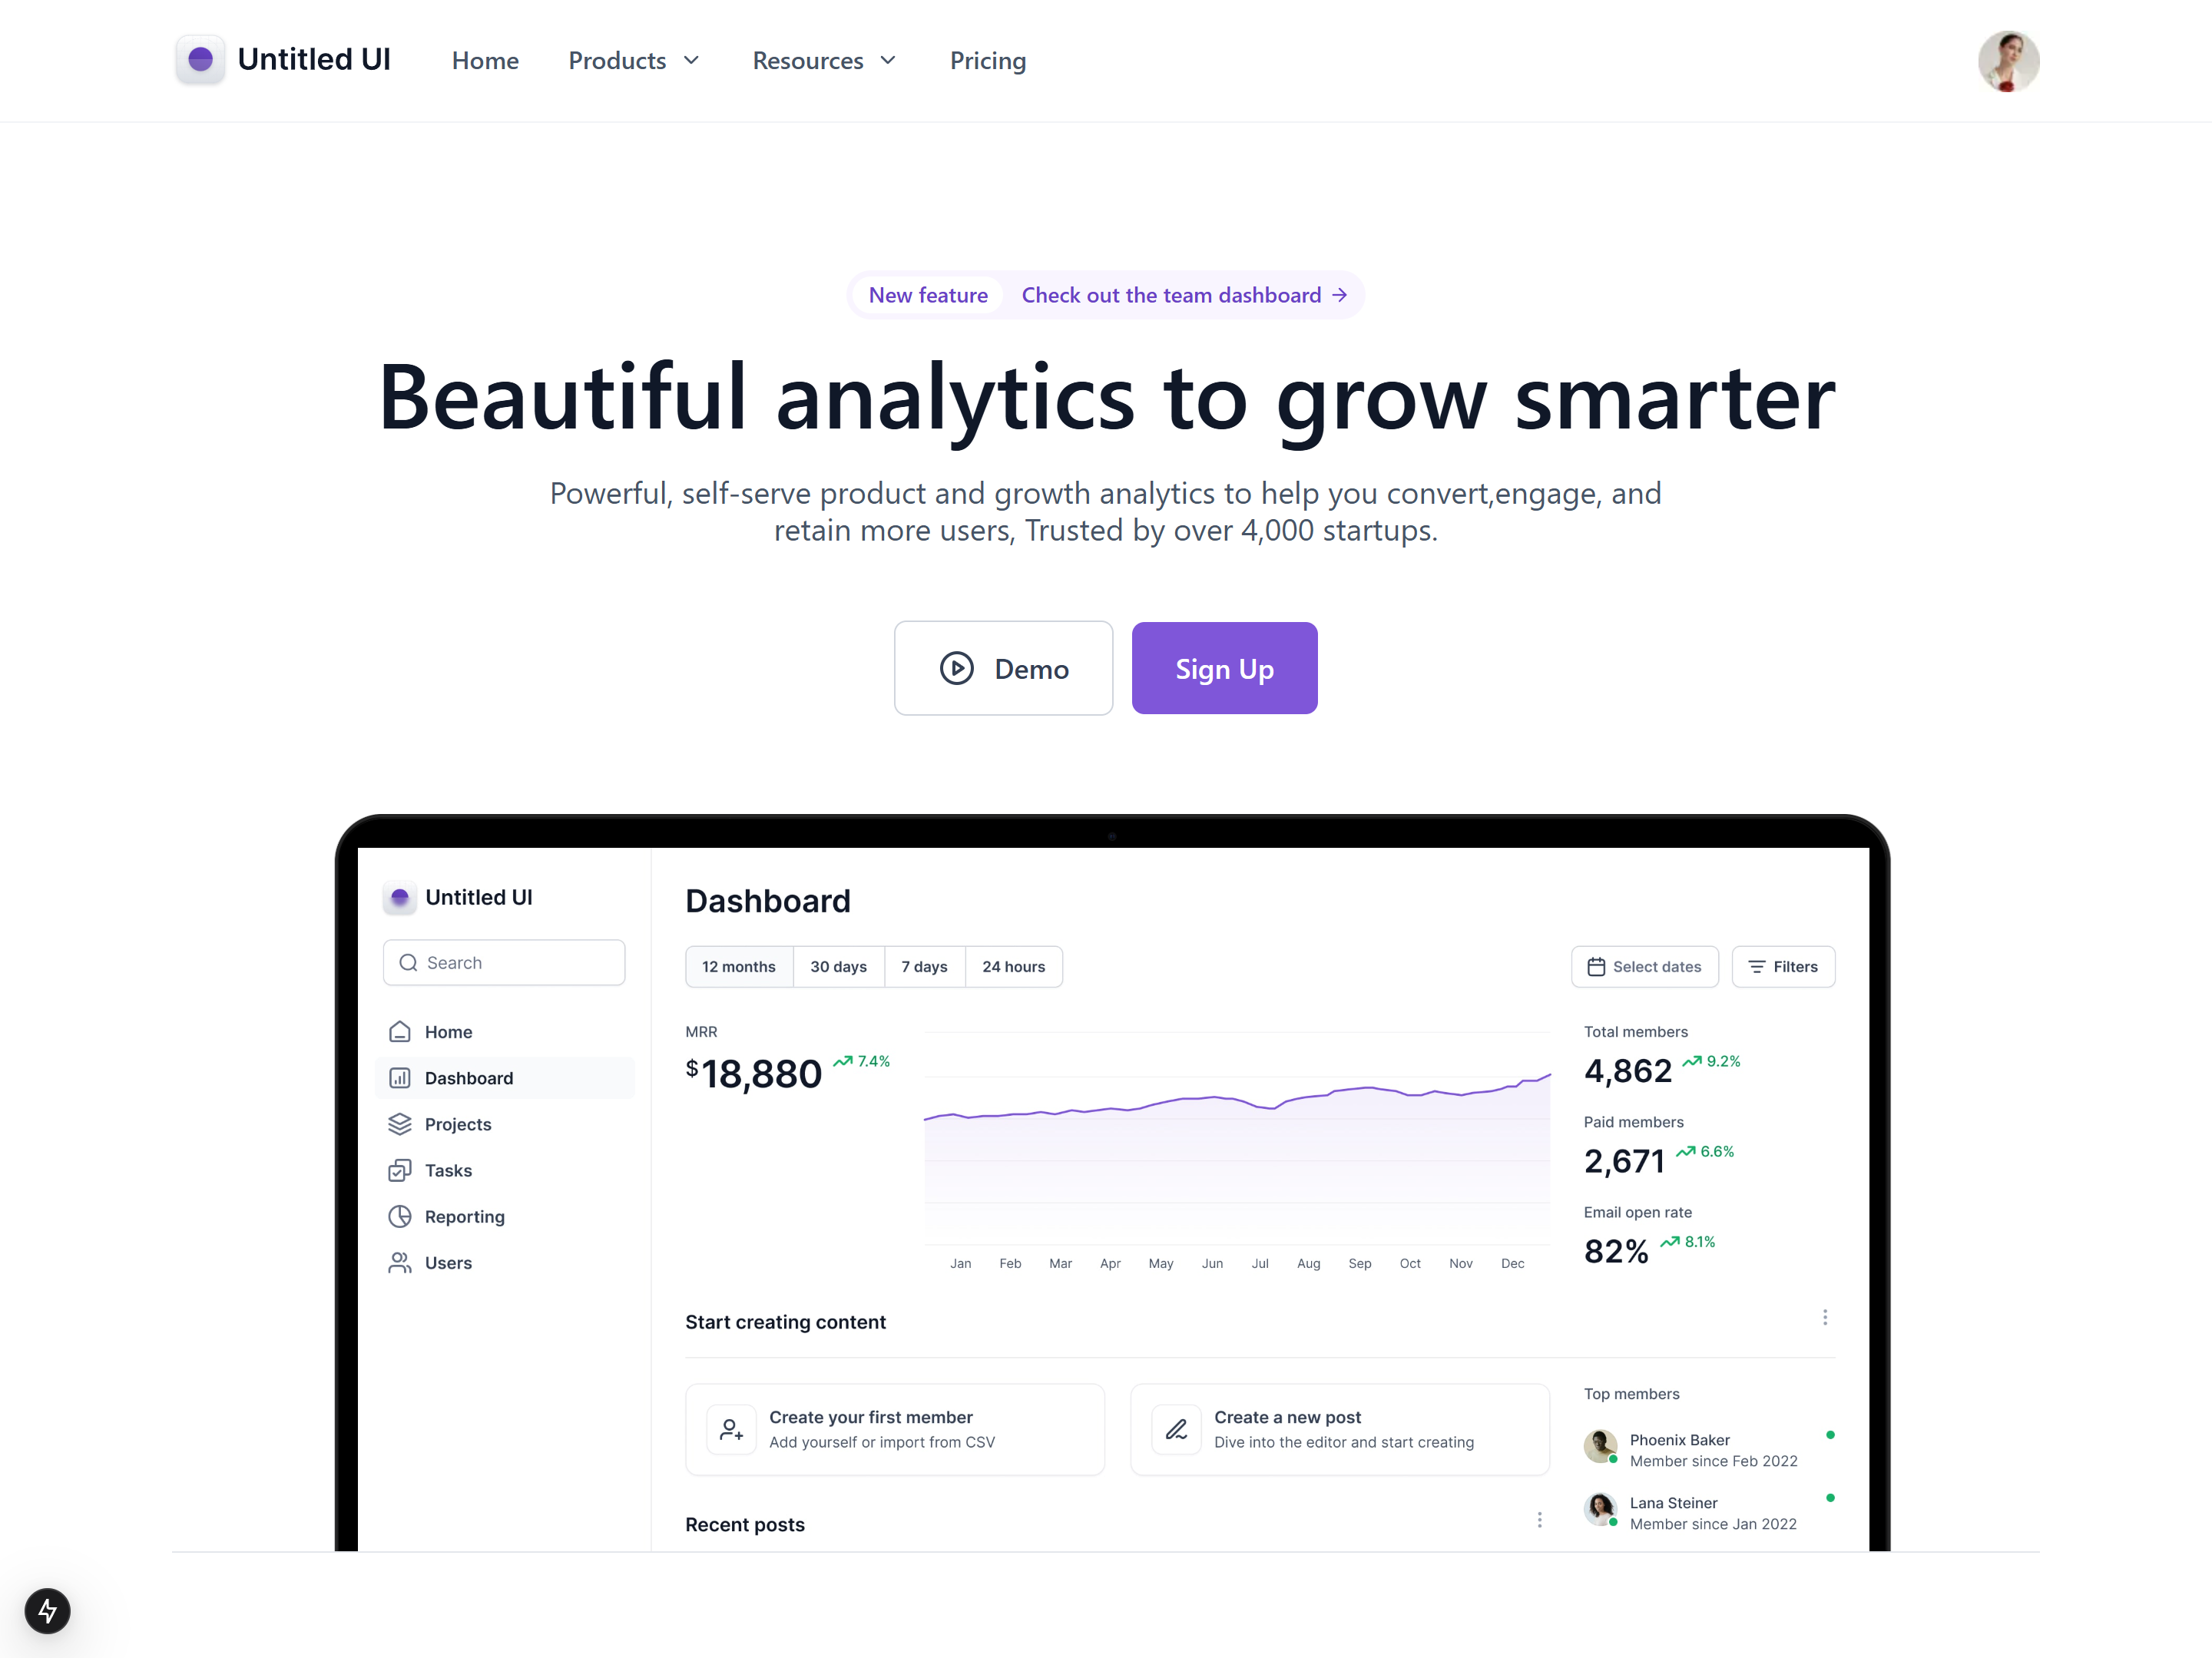 Untitled UI
Home
Products
Resources
Pricing
New feature
Check out the team dashboard →
Beautiful analytics to grow smarter
Powerful, self-serve product and growth analytics to help you convert,engage, and
retain more users, Trusted by over 4,000 startups.
Demo
Sign Up
Untitled UI
Search
Home
Dashboard
Projects
Tasks
Reporting
Users
Dashboard
12 months
30 days
7 days
24 hours
Select dates
Filters
MRR
$18,880
7.4%
Jan Feb Mar Apr May Jun Jul Aug Sep Oct Nov Dec
Total members
4,862
9.2%
Paid members
2,671
6.6%
Email open rate
82%
8.1%
Start creating content
Create your first member
Add yourself or import from CSV
Create a new post
Dive into the editor and start creating
Top members
Phoenix Baker
Member since Feb 2022
Lana Steiner
Member since Jan 2022
Recent posts